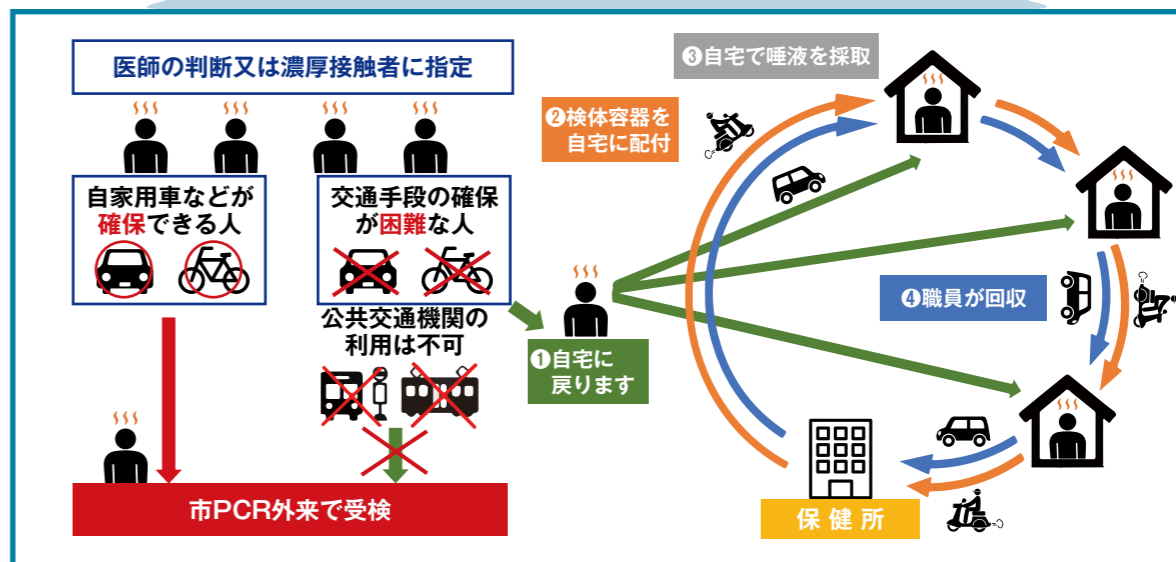 医師の判断又は濃厚接触者に指定
自家用車などが
確保できる人
交通手段の確保
が困難な人
公共交通機関の
利用は不可
市PCR外来で受検
❶自宅に
戻ります
❷検体容器を
自宅に配付
❸自宅で唾液を採取
❹職員が回収
保健所